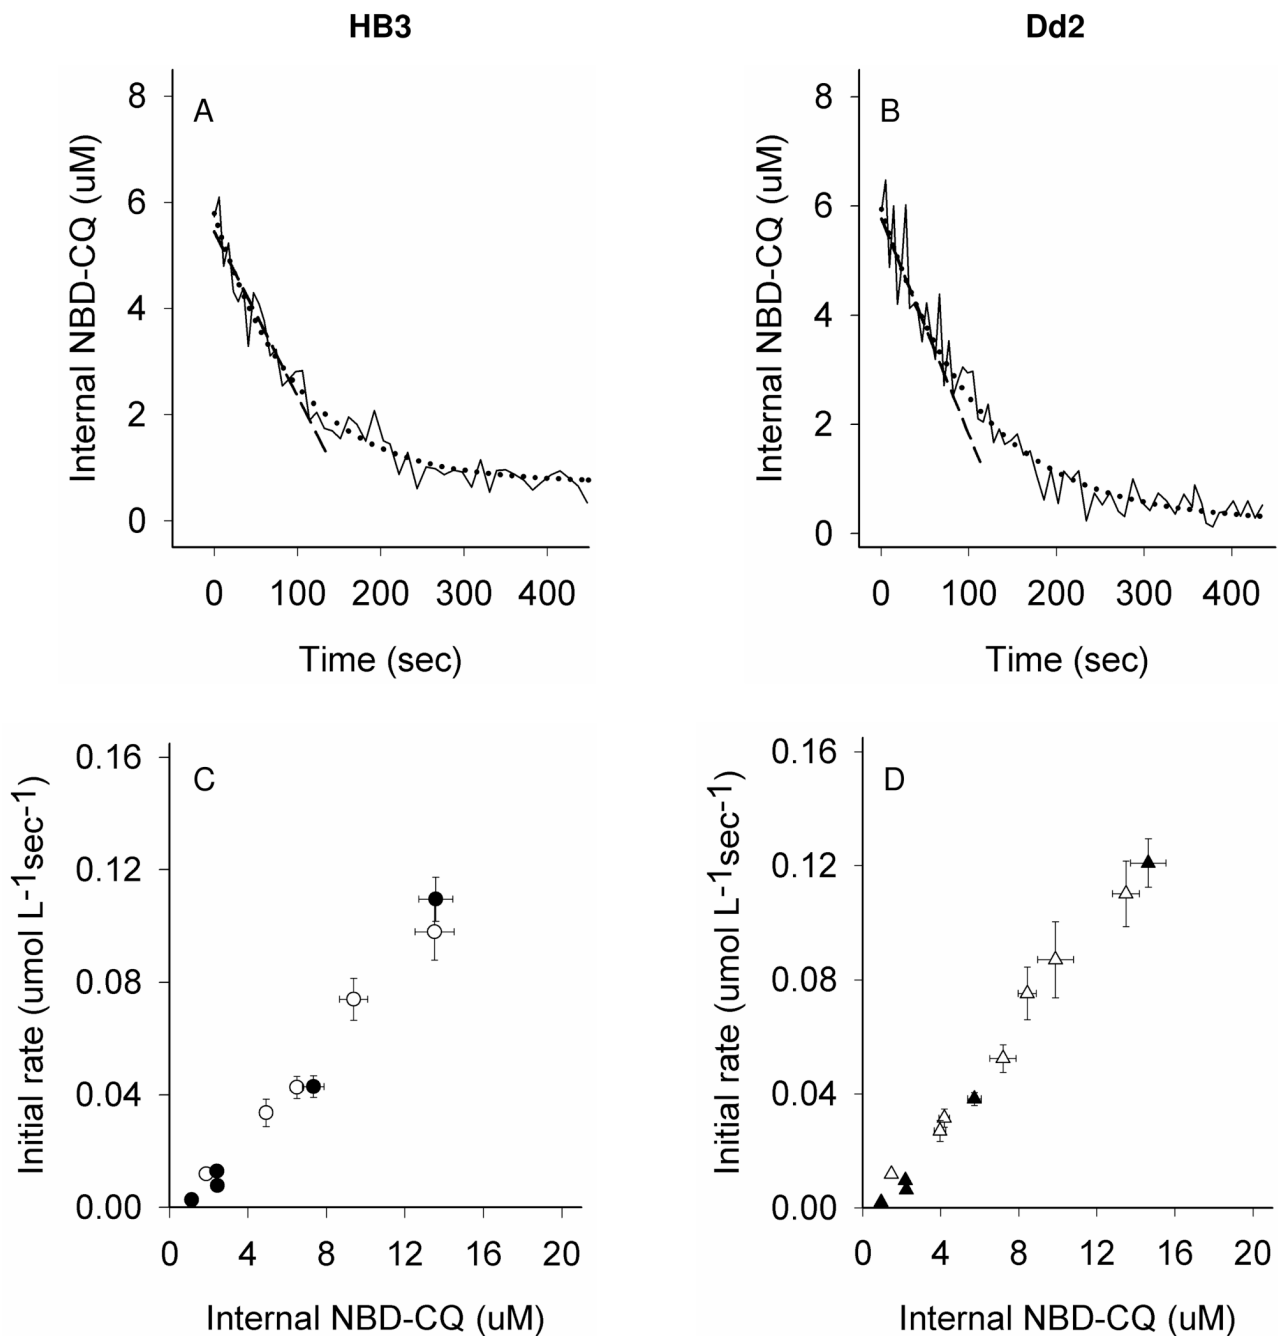 HB3
Dd2
A
Internal NBD-CQ (uM)
8
6
4
2
0
0 100 200 300 400
Time (sec)
B
Internal NBD-CQ (uM)
8
6
4
2
0
0 100 200 300 400
Time (sec)
C
Initial rate (umol L-1sec-1)
0.16
0.12
0.08
0.04
0.00
0 4 8 12 16 20
Internal NBD-CQ (uM)
D
Initial rate (umol L-1sec-1)
0.16
0.12
0.08
0.04
0.00
0 4 8 12 16 20
Internal NBD-CQ (uM)